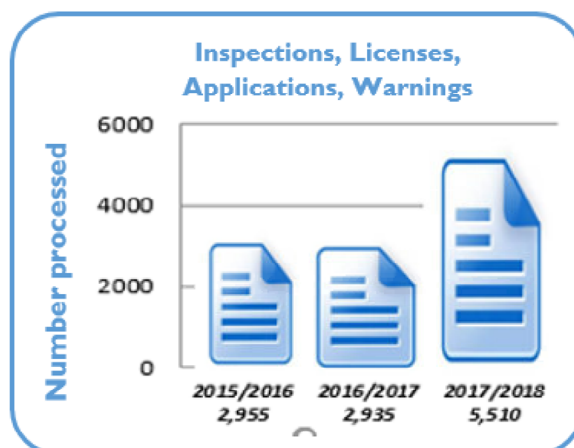 Inspections, Licenses,
Applications, Warnings
Number processed
6000
4000
2000
0
2015/2016 2016/2017 2017/2018
2,955 2,935 5,510